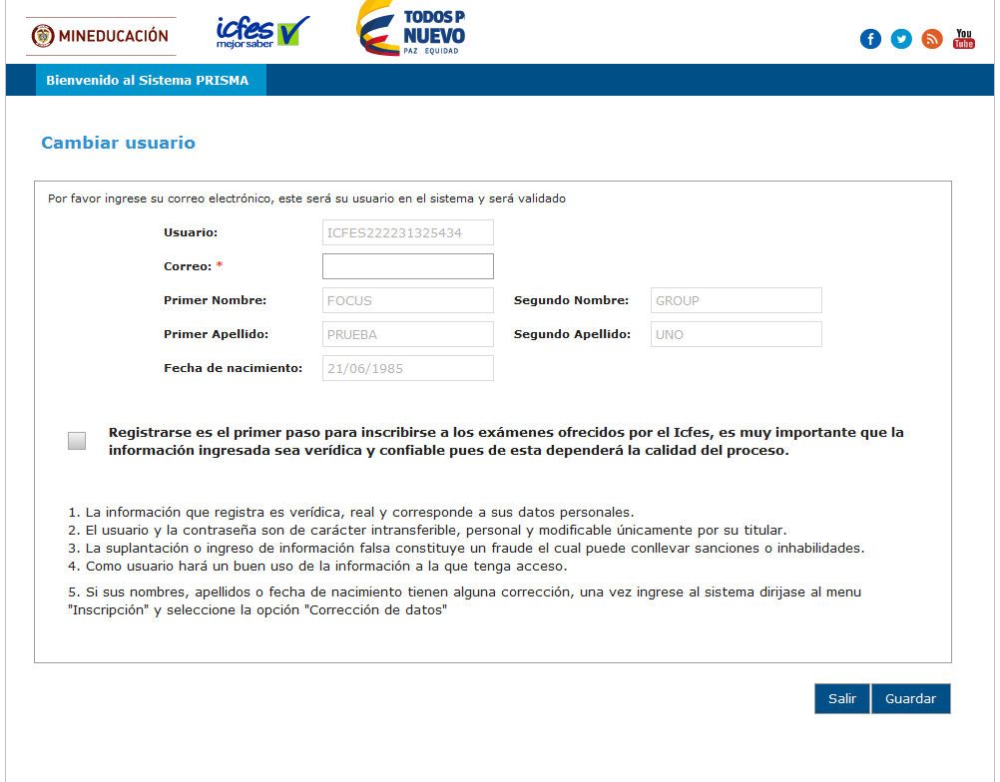 MINEDUCACIÓN
icfes
mejor saber
TODOS P
NUEVO
PAZ EQUIDAD
You
Tube
Bienvenido al Sistema PRISMA
Cambiar usuario
Por favor ingrese su correo electrónico, este será su usuario en el sistema y será validado
Usuario: ICFES222231325434
Correo: *
Primer Nombre: FOCUS Segundo Nombre: GROUP
Primer Apellido: PRUEBA Segundo Apellido: UNO
Fecha de nacimiento: 21/06/1985
Registrarse es el primer paso para inscribirse a los exámenes ofrecidos por el Icfes, es muy importante que la
información ingresada sea verídica y confiable pues de esta dependerá la calidad del proceso.
1. La información que registra es verídica, real y corresponde a sus datos personales.
2. El usuario y la contraseña son de carácter intransferible, personal y modificable únicamente por su titular.
3. La suplantación o ingreso de información falsa constituye un fraude el cual puede conllevar sanciones o inhabilidades.
4. Como usuario hará un buen uso de la información a la que tenga acceso.
5. Si sus nombres, apellidos o fecha de nacimiento tienen alguna corrección, una vez ingrese al sistema dirijase al menu
"Inscripción" y seleccione la opción "Corrección de datos"
Salir Guardar